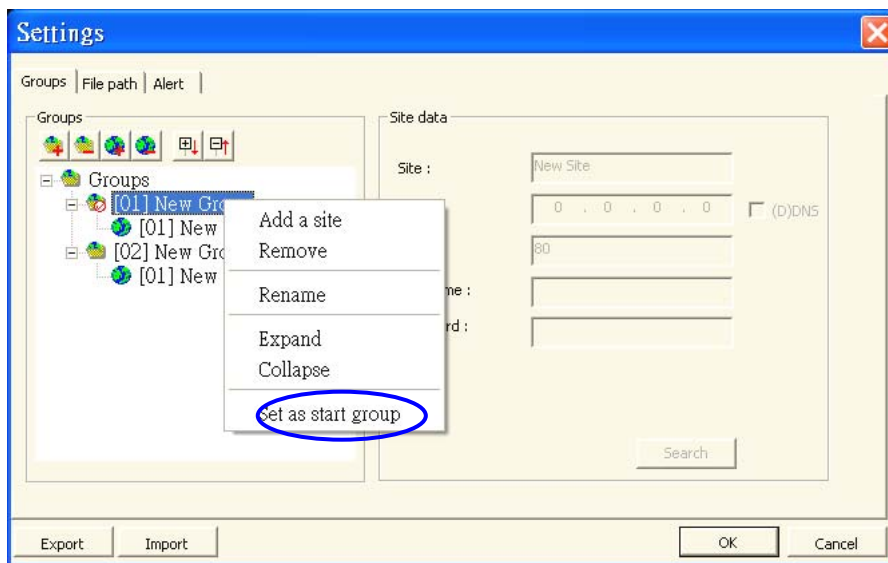 Settings
Groups File path Alert
Groups
Groups
[01] New Gro
[01] New
[02] New Gro
[01] New
Add a site
Remove
Rename
Expand
Collapse
Set as start group
Site data
Site : New Site
0 . 0 . 0 . 0 (D)DNS
80
me :
rd :
Search
Export Import OK Cancel